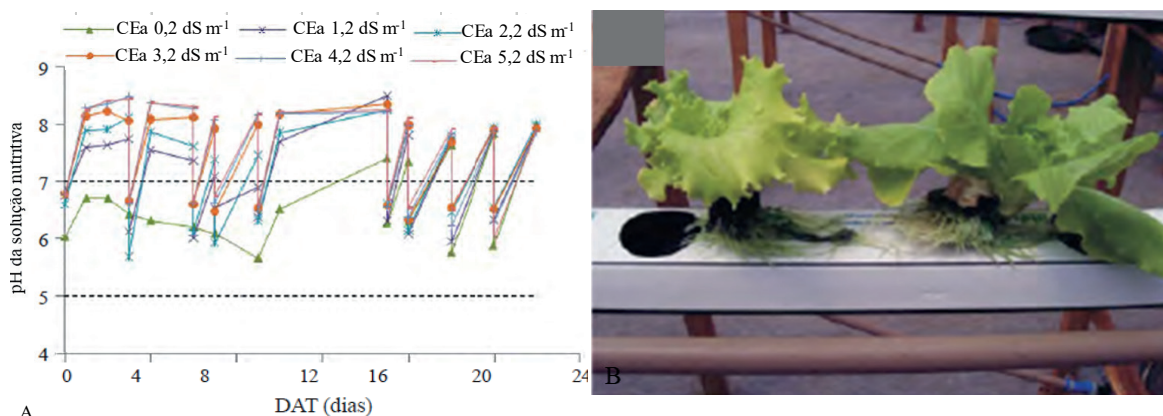 CEa 0,2 dS m⁻¹ CEa 1,2 dS m⁻¹ CEa 2,2 dS m⁻¹
CEa 3,2 dS m⁻¹ CEa 4,2 dS m⁻¹ CEa 5,2 dS m⁻¹
pH da solução nutritiva
9
8
7
6
5
4
0 4 8 12 16 20 24
DAT (dias)
A
B